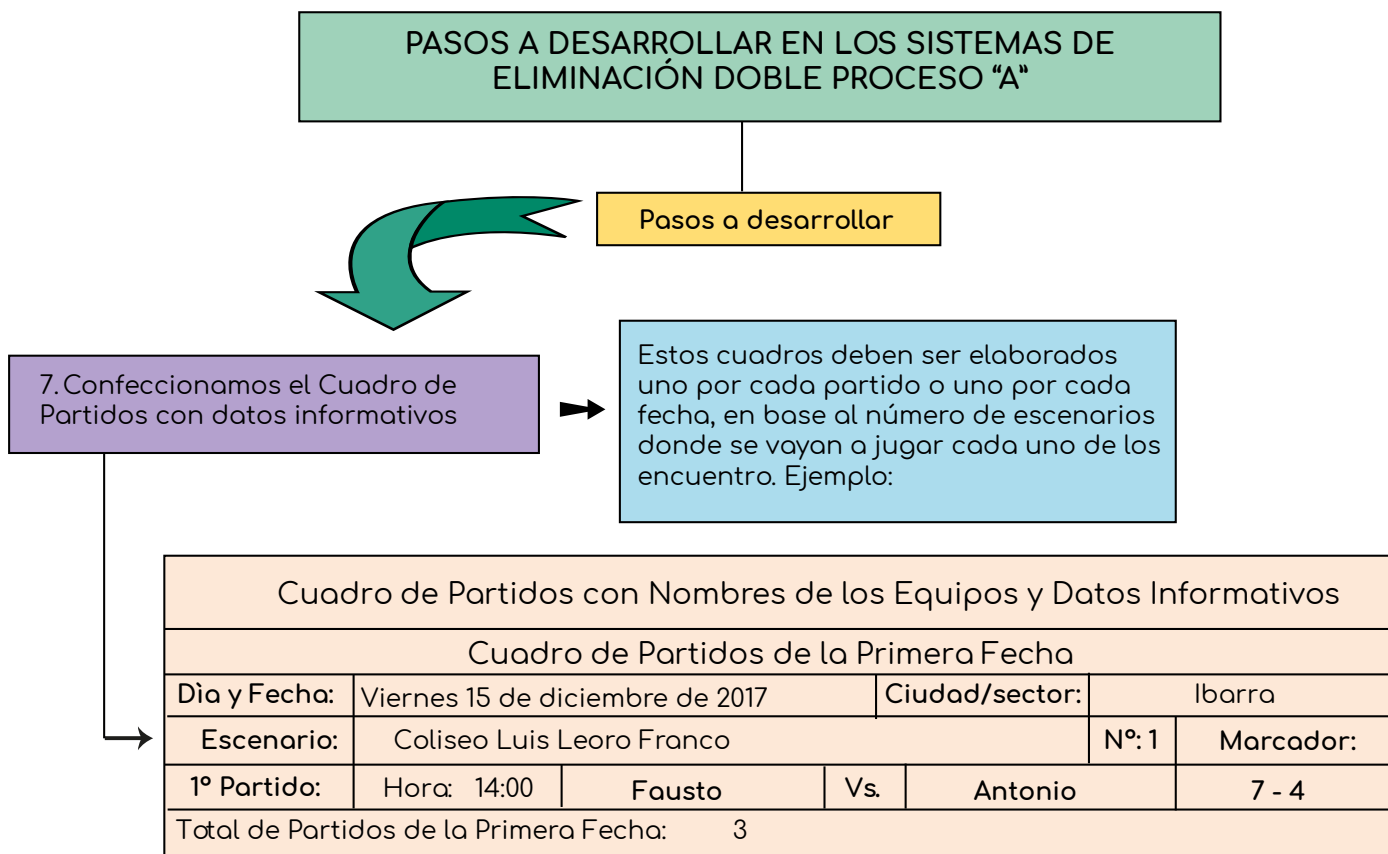 PASOS A DESARROLLAR EN LOS SISTEMAS DE
ELIMINACIÓN DOBLE PROCESO “A”
Pasos a desarrollar
7. Confeccionamos el Cuadro de
Partidos con datos informativos
Estos cuadros deben ser elaborados
uno por cada partido o uno por cada
fecha, en base al número de escenarios
donde se vayan a jugar cada uno de los
encuentro. Ejemplo:
Cuadro de Partidos con Nombres de los Equipos y Datos Informativos
Cuadro de Partidos de la Primera Fecha
Dìa y Fecha: Viernes 15 de diciembre de 2017 Ciudad/sector: Ibarra
Escenario: Coliseo Luis Leoro Franco Nº: 1 Marcador:
1º Partido: Hora: 14:00 Fausto Vs. Antonio 7 - 4
Total de Partidos de la Primera Fecha: 3